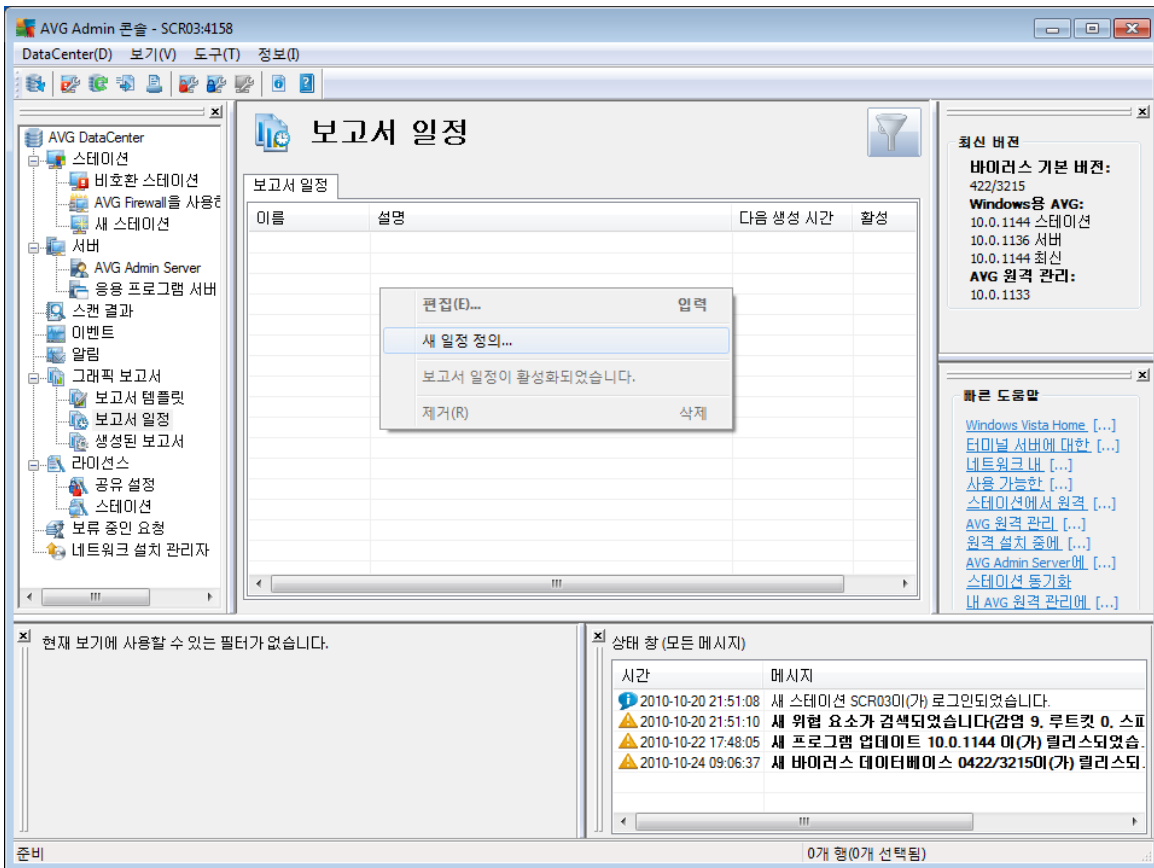 AVG Admin 콘솔 - SCR03:4158
DataCenter(D) 보기(V) 도구(T) 정보(I)
AVG DataCenter
스테이션
비호환 스테이션
AVG Firewall을 사용하
새 스테이션
서버
AVG Admin Server
응용 프로그램 서버
스캔 결과
이벤트
알림
그래픽 보고서
보고서 템플릿
보고서 일정
생성된 보고서
라이선스
공유 설정
스테이션
보류 중인 요청
네트워크 설치 관리자
보고서 일정
보고서 일정
이름 설명 다음 생성 시간 활성
편집(E)... 입력
새 일정 정의...
보고서 일정이 활성화되었습니다.
제거(R) 삭제
최신 버전
바이러스 기본 버전:
422/3215
Windows용 AVG:
10.0.1144 스테이션
10.0.1136 서버
10.0.1144 최신
AVG 원격 관리:
10.0.1133
빠른 도움말
Windows Vista Home [...]
터미널 서버에 대한 [...]
네트워크 내 [...]
사용 가능한 [...]
스테이션에서 원격 [...]
AVG 원격 관리 [...]
원격 설치 중에 [...]
AVG Admin Server에 [...]
스테이션 동기화
내 AVG 원격 관리에 [...]
현재 보기에 사용할 수 있는 필터가 없습니다.
상태 창 (모든 메시지)
시간 메시지
2010-10-20 21:51:08 새 스테이션 SCR03이(가) 로그인되었습니다.
2010-10-20 21:51:10 새 위협 요소가 검색되었습니다(감염 9, 루트킷 0, 스파
2010-10-22 17:48:05 새 프로그램 업데이트 10.0.1144 이(가) 릴리스되었습.
2010-10-24 09:06:37 새 바이러스 데이터베이스 0422/3215이(가) 릴리스되.
준비 0개 행(0개 선택됨)